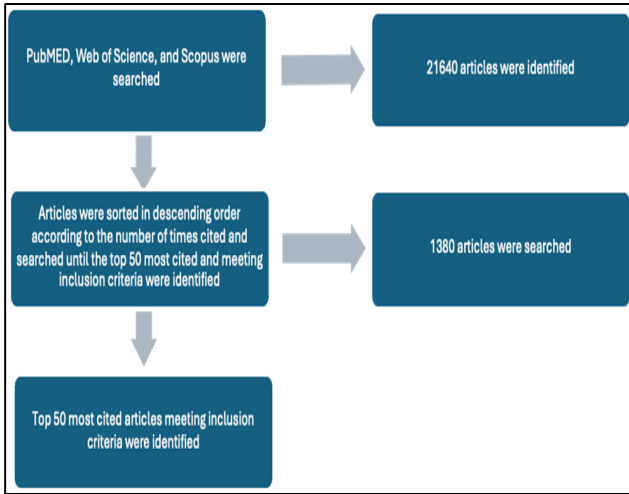 PubMED, Web of Science, and Scopus were
searched
21640 articles were identified
Articles were sorted in descending order
according to the number of times cited and
searched until the top 50 most cited and meeting
inclusion criteria were identified
1380 articles were searched
Top 50 most cited articles meeting inclusion
criteria were identified